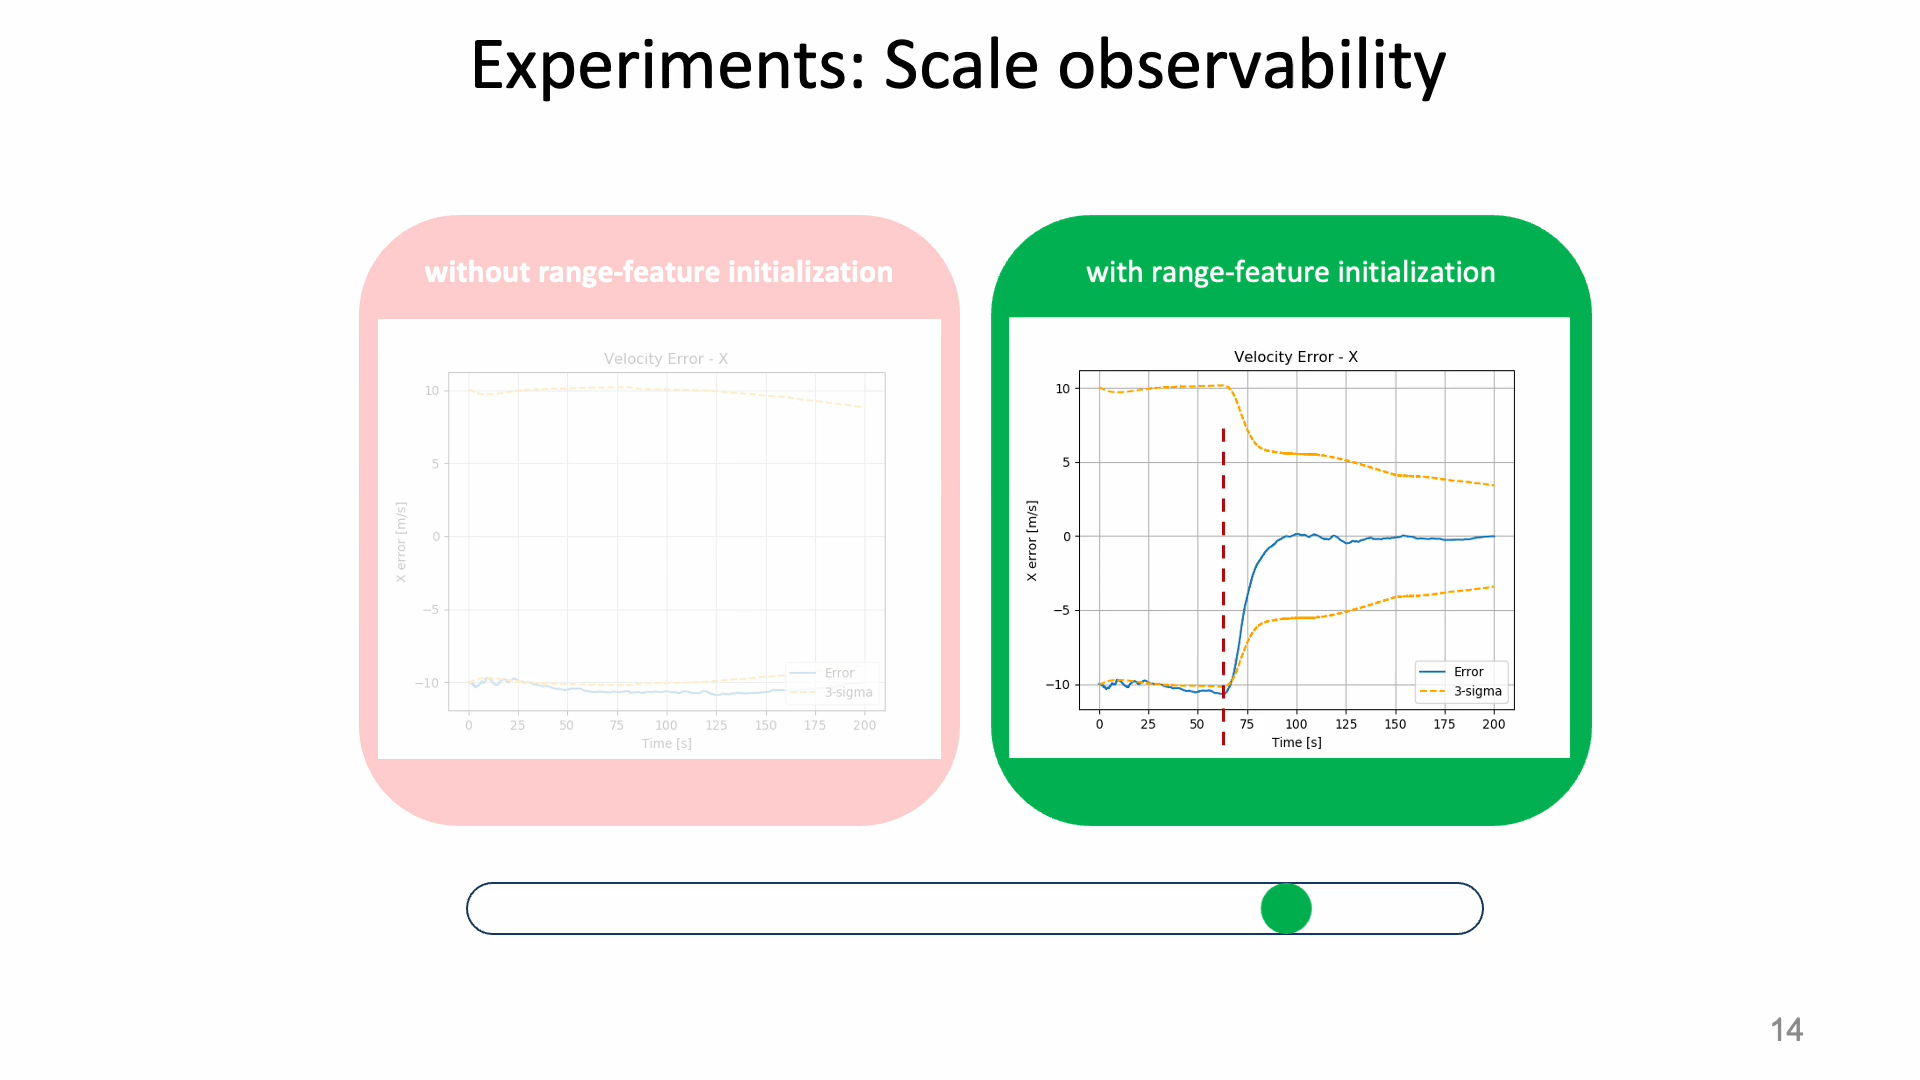 Experiments: Scale observability
without range-feature initialization
Velocity Error - X
10
5
0
−5
−10
X error [m/s]
Error
3-sigma
0 25 50 75 100 125 150 175 200
Time [s]
with range-feature initialization
Velocity Error - X
10
5
0
−5
−10
X error [m/s]
Error
3-sigma
0 25 50 75 100 125 150 175 200
Time [s]
14